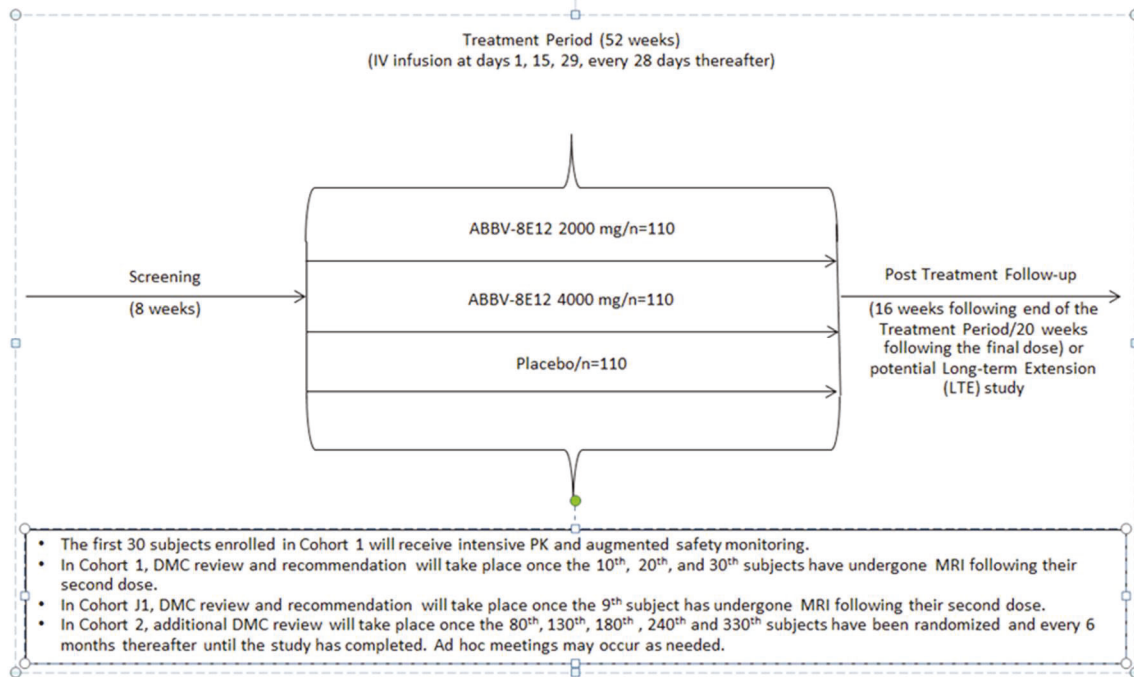 Treatment Period (52 weeks)
(IV infusion at days 1, 15, 29, every 28 days thereafter)
ABBV-8E12 2000 mg/n=110
Screening
(8 weeks)
ABBV-8E12 4000 mg/n=110
Placebo/n=110
Post Treatment Follow-up
(16 weeks following end of the
Treatment Period/20 weeks
following the final dose) or
potential Long-term Extension
(LTE) study
• The first 30 subjects enrolled in Cohort 1 will receive intensive PK and augmented safety monitoring.
• In Cohort 1, DMC review and recommendation will take place once the 10th, 20th, and 30th subjects have undergone MRI following their
second dose.
• In Cohort J1, DMC review and recommendation will take place once the 9th subject has undergone MRI following their second dose.
• In Cohort 2, additional DMC review will take place once the 80th, 130th, 180th , 240th and 330th subjects have been randomized and every 6
months thereafter until the study has completed. Ad hoc meetings may occur as needed.